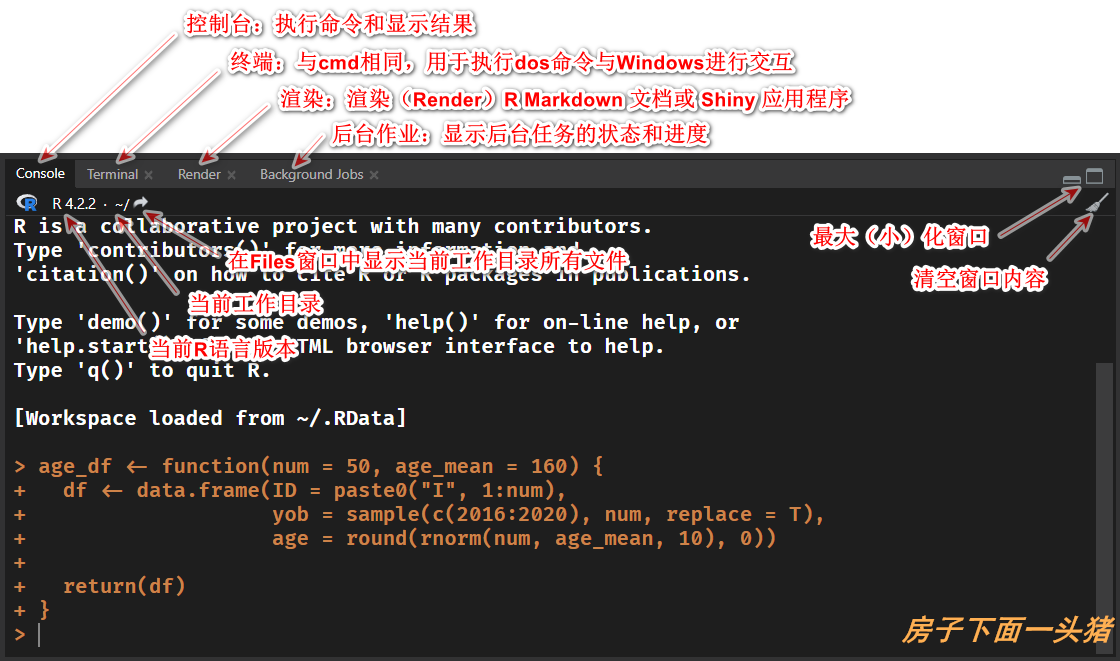 控制台：执行命令和显示结果
终端：与cmd相同，用于执行dos命令与Windows进行交互
渲染：渲染（Render）R Markdown 文档或 Shiny 应用程序
后台作业：显示后台任务的状态和进度
Console Terminal Render Background Jobs
R 4.2.2 · ~/
R is a collaborative project with many contributors.
Type 'contributors()' for more information and
'citation()' on how to cite R or R packages in publications.
最大（小）化窗口
在Files窗口中显示当前工作目录所有文件
清空窗口内容
当前工作目录
Type 'demo()' for some demos, 'help()' for on-line help, or
当前R语言版本
'help.start HTML browser interface to help.
Type 'q()' to quit R.
[Workspace loaded from ~/.RData]
> age_df <- function(num = 50, age_mean = 160) {
+ df <- data.frame(ID = paste0("I", 1:num),
+ yob = sample(c(2016:2020), num, replace = T),
+ age = round(rnorm(num, age_mean, 10), 0))
+
+ return(df)
+ }
>
房子下面一头猪